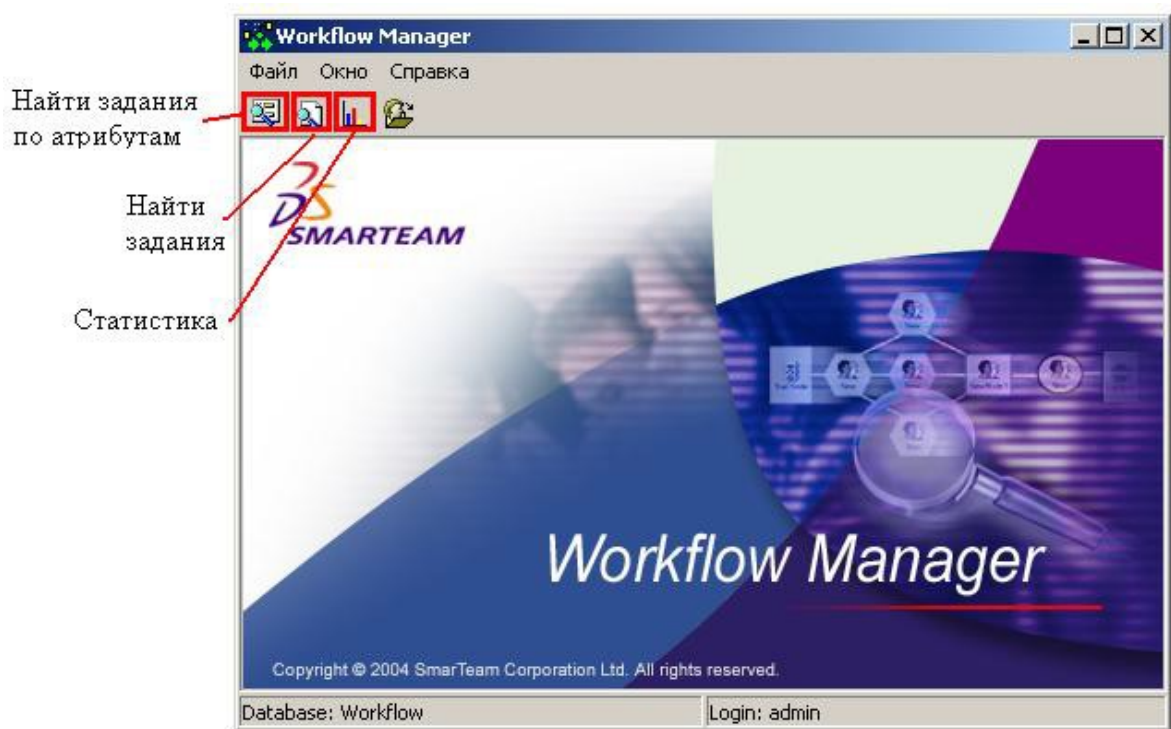 Workflow Manager
Файл Окно Справка
Найти задания
по атрибутам
Найти
задания
Статистика
DS
SMARTEAM
Workflow Manager
Copyright © 2004 SmarTeam Corporation Ltd. All rights reserved.
Database: Workflow
Login: admin